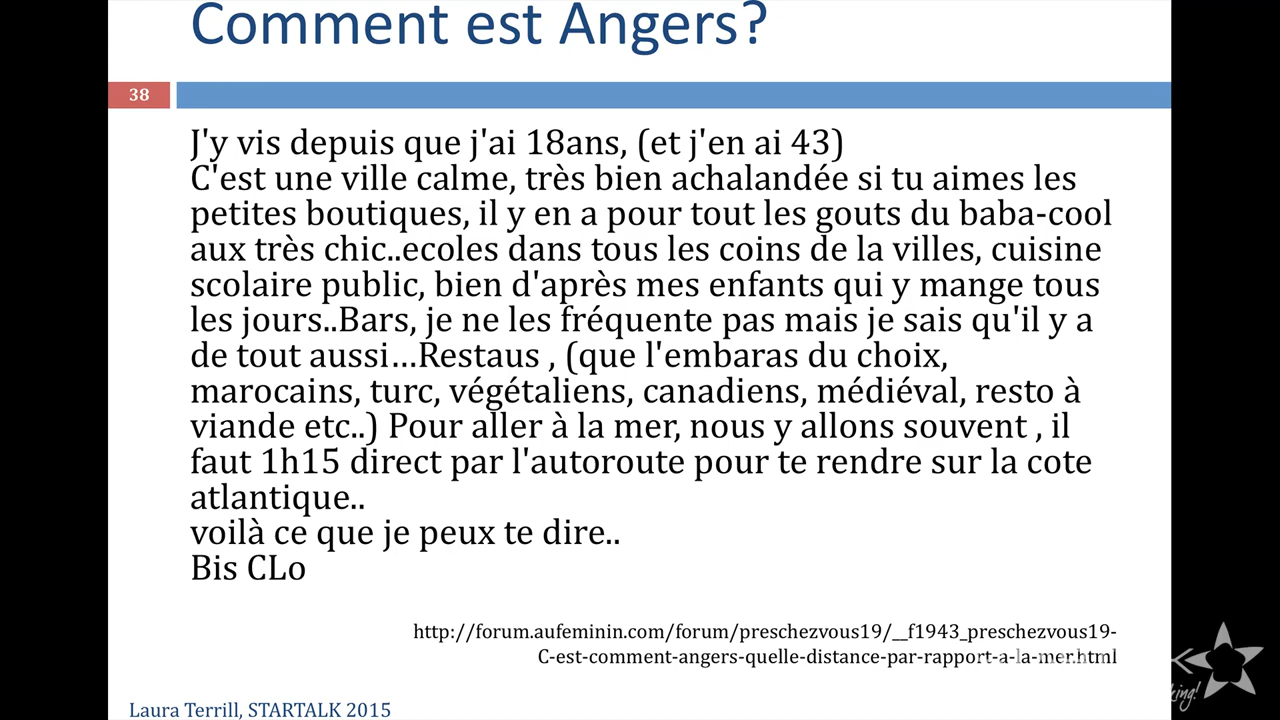 Comment est Angers?
38
J'y vis depuis que j'ai 18ans, (et j'en ai 43)
C'est une ville calme, très bien achalandée si tu aimes les
petites boutiques, il y en a pour tout les gouts du baba-cool
aux très chic..ecoles dans tous les coins de la villes, cuisine
scolaire public, bien d'après mes enfants qui y mange tous
les jours..Bars, je ne les fréquente pas mais je sais qu'il y a
de tout aussi...Restaus , (que l'embaras du choix,
marocains, turc, végétaliens, canadiens, médiéval, resto à
viande etc..) Pour aller à la mer, nous y allons souvent , il
faut 1h15 direct par l'autoroute pour te rendre sur la cote
atlantique..
voilà ce que je peux te dire..
Bis CLo
http://forum.aufeminin.com/forum/preschezvous19/__f1943_preschezvous19-
C-est-comment-angers-quelle-distance-par-rapport-a-la-mer.html
Laura Terrill, STARTALK 2015